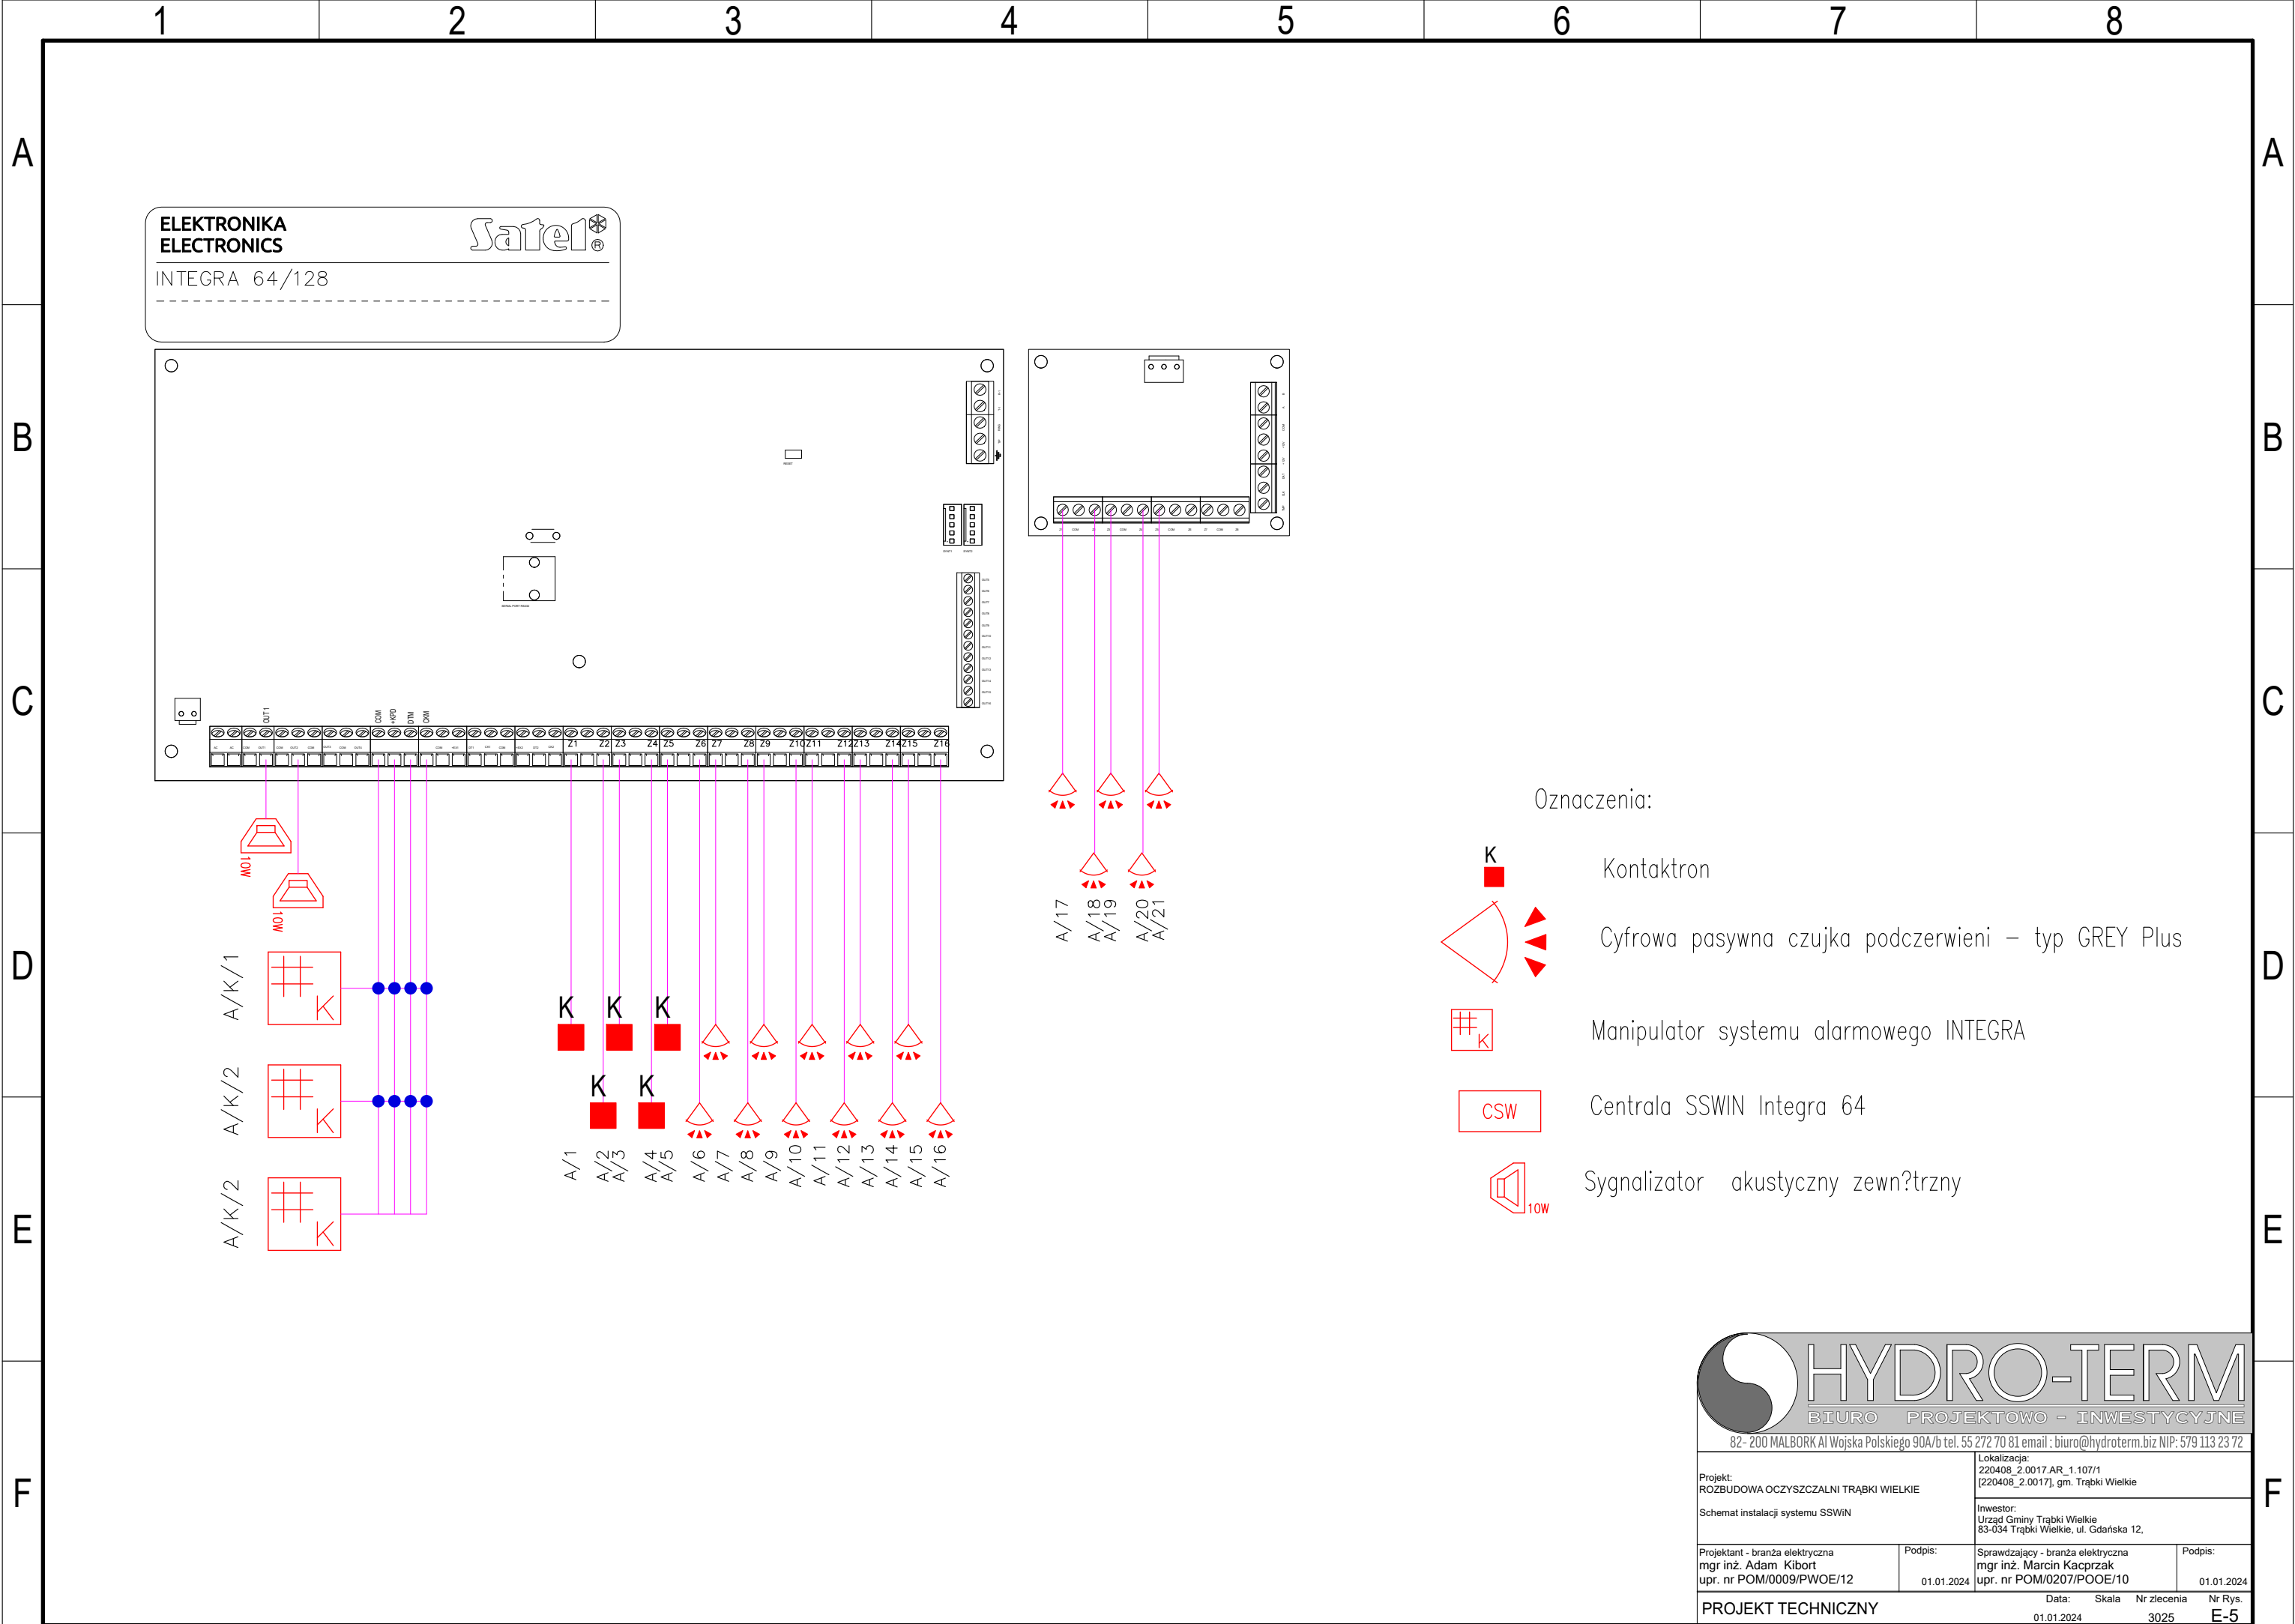 1 2 3 4 5 6 7 8
A A
ELEKTRONIKA
ELECTRONICS
Satel ®
INTEGRA 64/128
B B
C C
OUT1 COM +KPD DTM CKM
Z1 Z2 Z3 Z4 Z5 Z6 Z7 Z8 Z9 Z10 Z11 Z12 Z13 Z14 Z15 Z16
10W
10W
D D
A/K/1
K
A/K/2
K
A/K/2
K
K K K
K K
A/1 A/2 A/3 A/4 A/5 A/6 A/7 A/8 A/9 A/10 A/11 A/12 A/13 A/14 A/15 A/16
A/17 A/18 A/19 A/20 A/21
Oznaczenia:
K Kontaktron
Cyfrowa pasywna czujka podczerwieni – typ GREY Plus
K Manipulator systemu alarmowego INTEGRA
CSW Centrala SSWIN Integra 64
10W Sygnalizator akustyczny zewn?trzny
E E
F F
HYDRO-TERM
BIURO PROJEKTOWO - INWESTYCYJNE
82- 200 MALBORK Al Wojska Polskiego 90A/b tel. 55 272 70 81 email : biuro@hydroterm.biz NIP: 579 113 23 72
Projekt:
ROZBUDOWA OCZYSZCZALNI TRĄBKI WIELKIE
Schemat instalacji systemu SSWiN
Lokalizacja:
220408_2.0017.AR_1.107/1
[220408_2.0017], gm. Trąbki Wielkie
Inwestor:
Urząd Gminy Trąbki Wielkie
83-034 Trąbki Wielkie, ul. Gdańska 12,
Projektant - branża elektryczna
mgr inż. Adam Kibort
upr. nr POM/0009/PWOE/12
Podpis:
01.01.2024
Sprawdzający - branża elektryczna
mgr inż. Marcin Kacprzak
upr. nr POM/0207/POOE/10
Podpis:
01.01.2024
PROJEKT TECHNICZNY
Data: Skala Nr zlecenia Nr Rys.
01.01.2024 3025 E-5